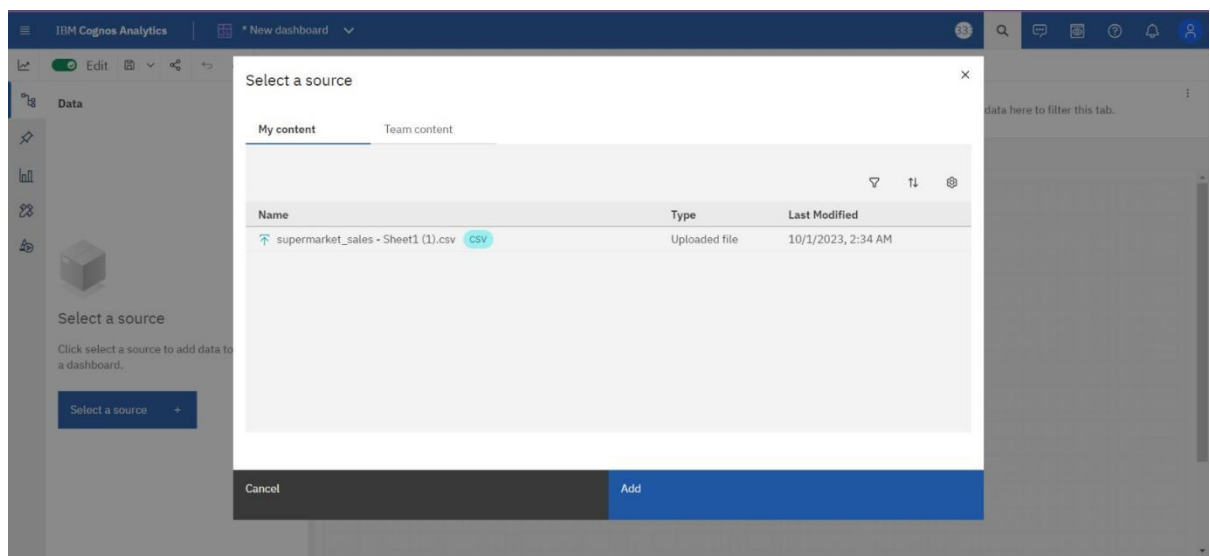 IBM Cognos Analytics
* New dashboard
33
Edit
Data
data here to filter this tab.
Select a source
Click select a source to add data to
a dashboard.
Select a source +
Select a source
My content Team content
Name Type Last Modified
supermarket_sales - Sheet1 (1).csv CSV Uploaded file 10/1/2023, 2:34 AM
Cancel Add